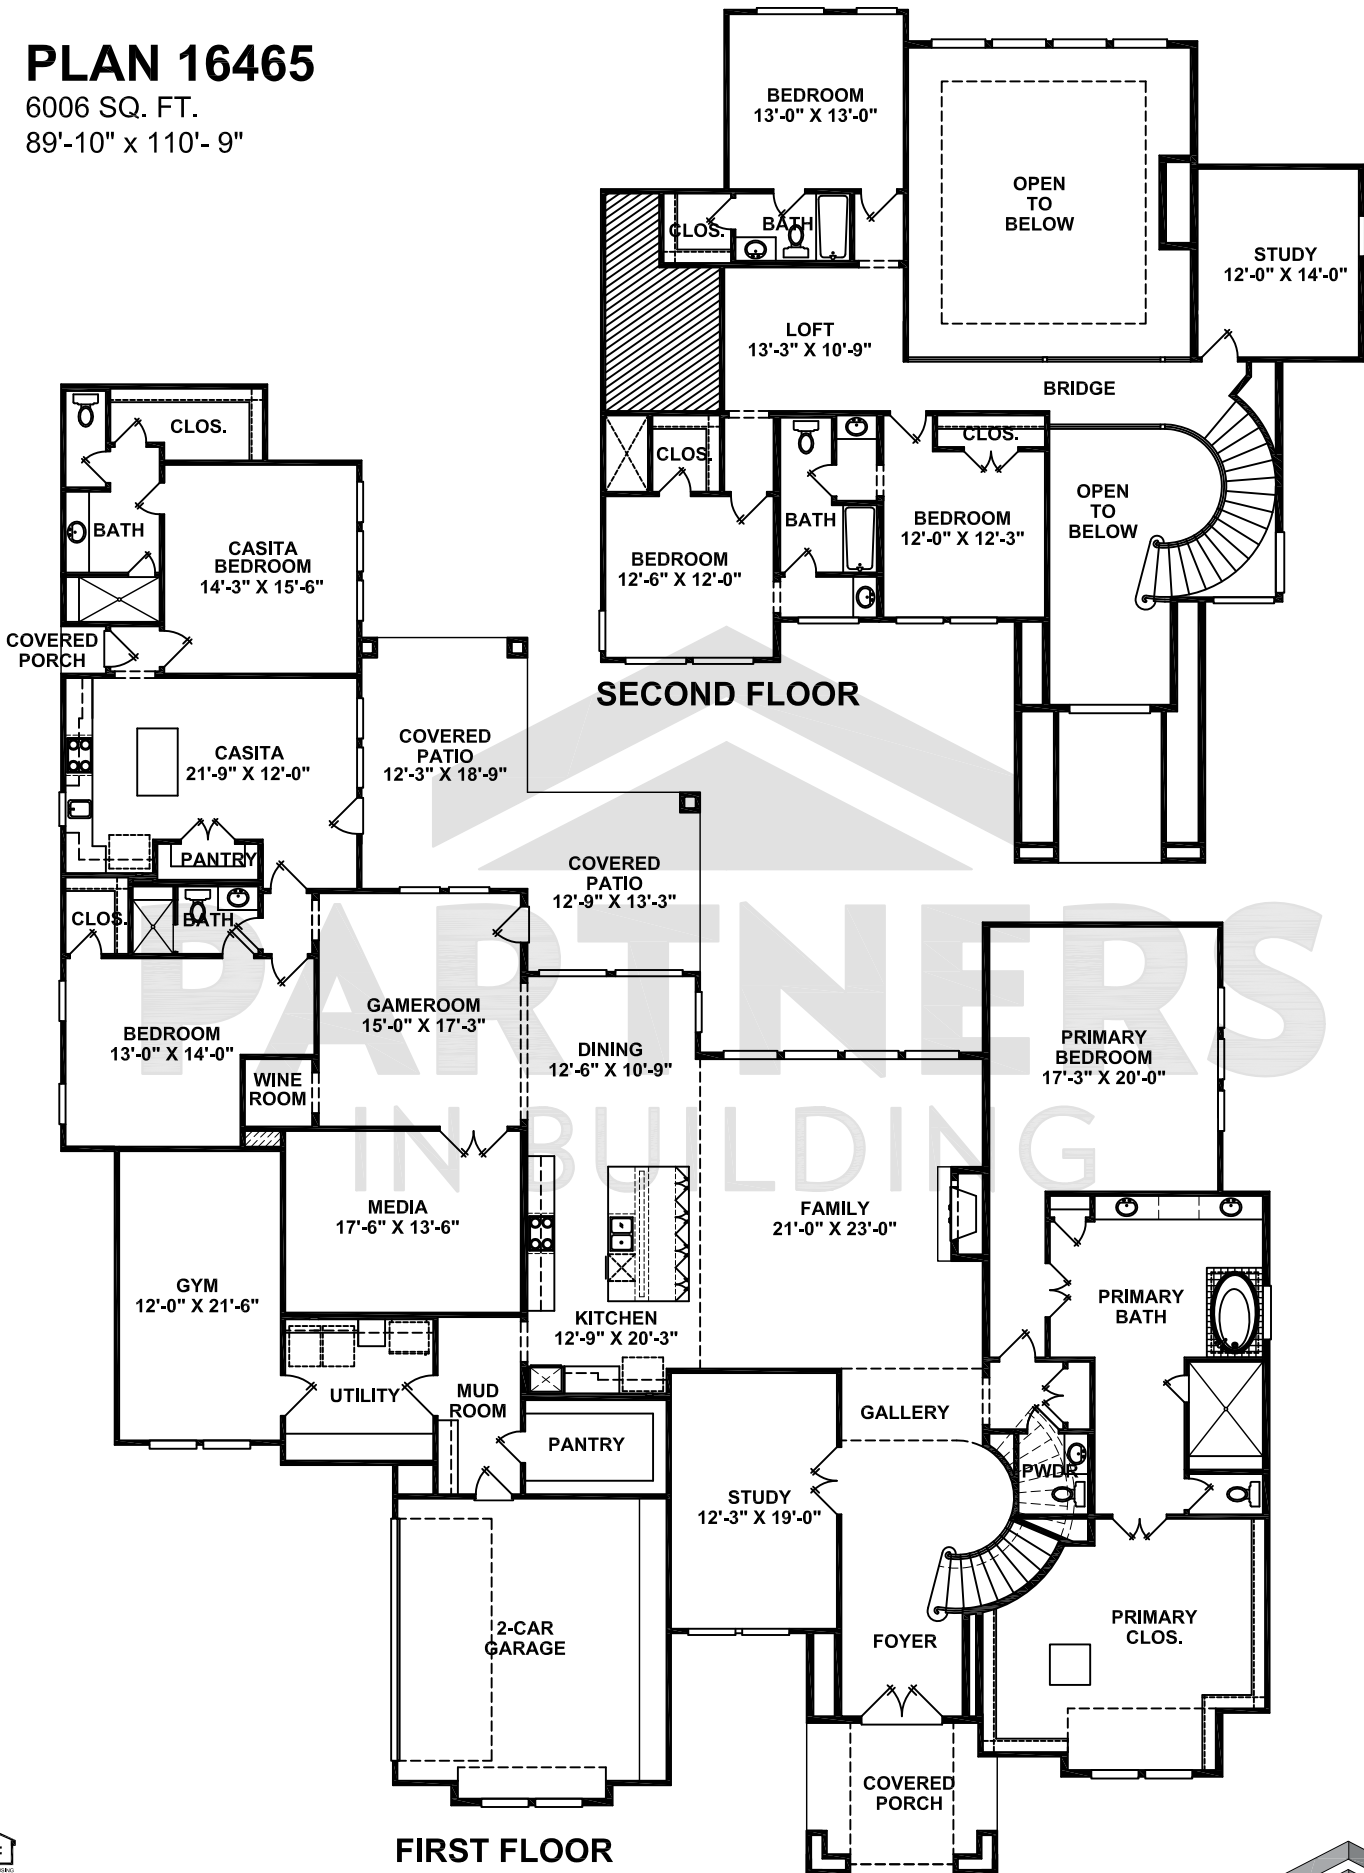 PLAN 16465
6006 SQ. FT.
89'-10" x 110'- 9"
BEDROOM
13'-0" X 13'-0"
OPEN
TO
BELOW
STUDY
12'-0" X 14'-0"
CLOS.
BATH
LOFT
13'-3" X 10'-9"
BRIDGE
CLOS.
CLOS.
BATH
BEDROOM
12'-0" X 12'-3"
OPEN
TO
BELOW
BEDROOM
12'-6" X 12'-0"
SECOND FLOOR
CLOS.
BATH
CASITA
BEDROOM
14'-3" X 15'-6"
COVERED
PORCH
CASITA
21'-9" X 12'-0"
COVERED
PATIO
12'-3" X 18'-9"
PANTRY
COVERED
PATIO
12'-9" X 13'-3"
CLOS.
BATH
PARTNERS
IN BUILDING
GAMEROOM
15'-0" X 17'-3"
BEDROOM
13'-0" X 14'-0"
WINE
ROOM
DINING
12'-6" X 10'-9"
PRIMARY
BEDROOM
17'-3" X 20'-0"
MEDIA
17'-6" X 13'-6"
FAMILY
21'-0" X 23'-0"
GYM
12'-0" X 21'-6"
KITCHEN
12'-9" X 20'-3"
PRIMARY
BATH
UTILITY
MUD
ROOM
PANTRY
GALLERY
PWDR
STUDY
12'-3" X 19'-0"
2-CAR
GARAGE
FOYER
PRIMARY
CLOS.
COVERED
PORCH
FIRST FLOOR